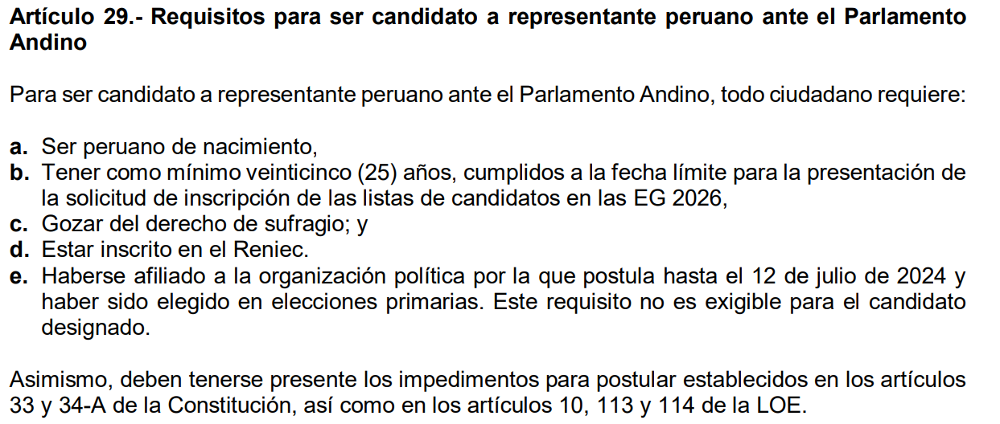 Artículo 29.- Requisitos para ser candidato a representante peruano ante el Parlamento
Andino
Para ser candidato a representante peruano ante el Parlamento Andino, todo ciudadano requiere:
a. Ser peruano de nacimiento,
b. Tener como mínimo veinticinco (25) años, cumplidos a la fecha límite para la presentación de
la solicitud de inscripción de las listas de candidatos en las EG 2026,
c. Gozar del derecho de sufragio; y
d. Estar inscrito en el Reniec.
e. Haberse afiliado a la organización política por la que postula hasta el 12 de julio de 2024 y
haber sido elegido en elecciones primarias. Este requisito no es exigible para el candidato
designado.
Asimismo, deben tenerse presente los impedimentos para postular establecidos en los artículos
33 y 34-A de la Constitución, así como en los artículos 10, 113 y 114 de la LOE.